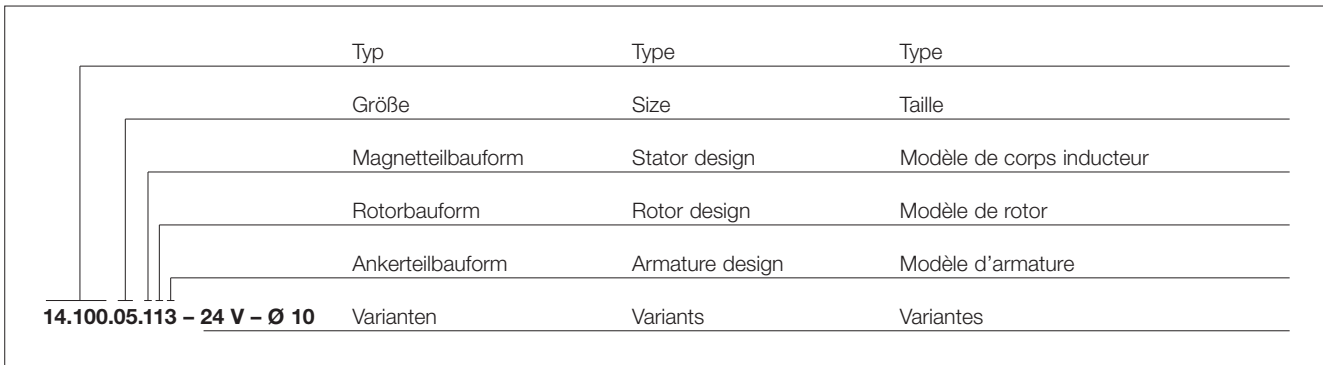 Typ Type Type
Größe Size Taille
Magnetteilbauform Stator design Modèle de corps inducteur
Rotorbauform Rotor design Modèle de rotor
Ankerteilbauform Armature design Modèle d’armature
14.100.05.113 – 24 V – Ø 10 Varianten Variants Variantes